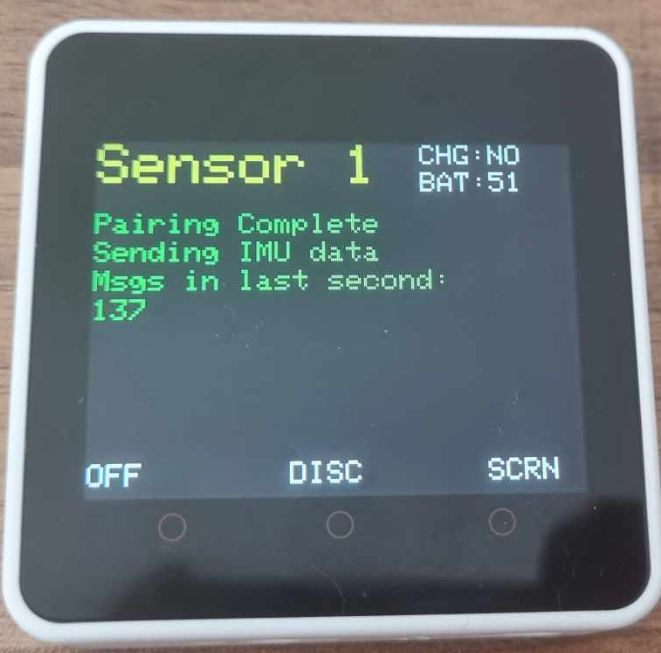 Sensor 1
CHG:NO
BAT:51
Pairing Complete
Sending IMU data
Msgs in last second:
137
OFF DISC SCRN